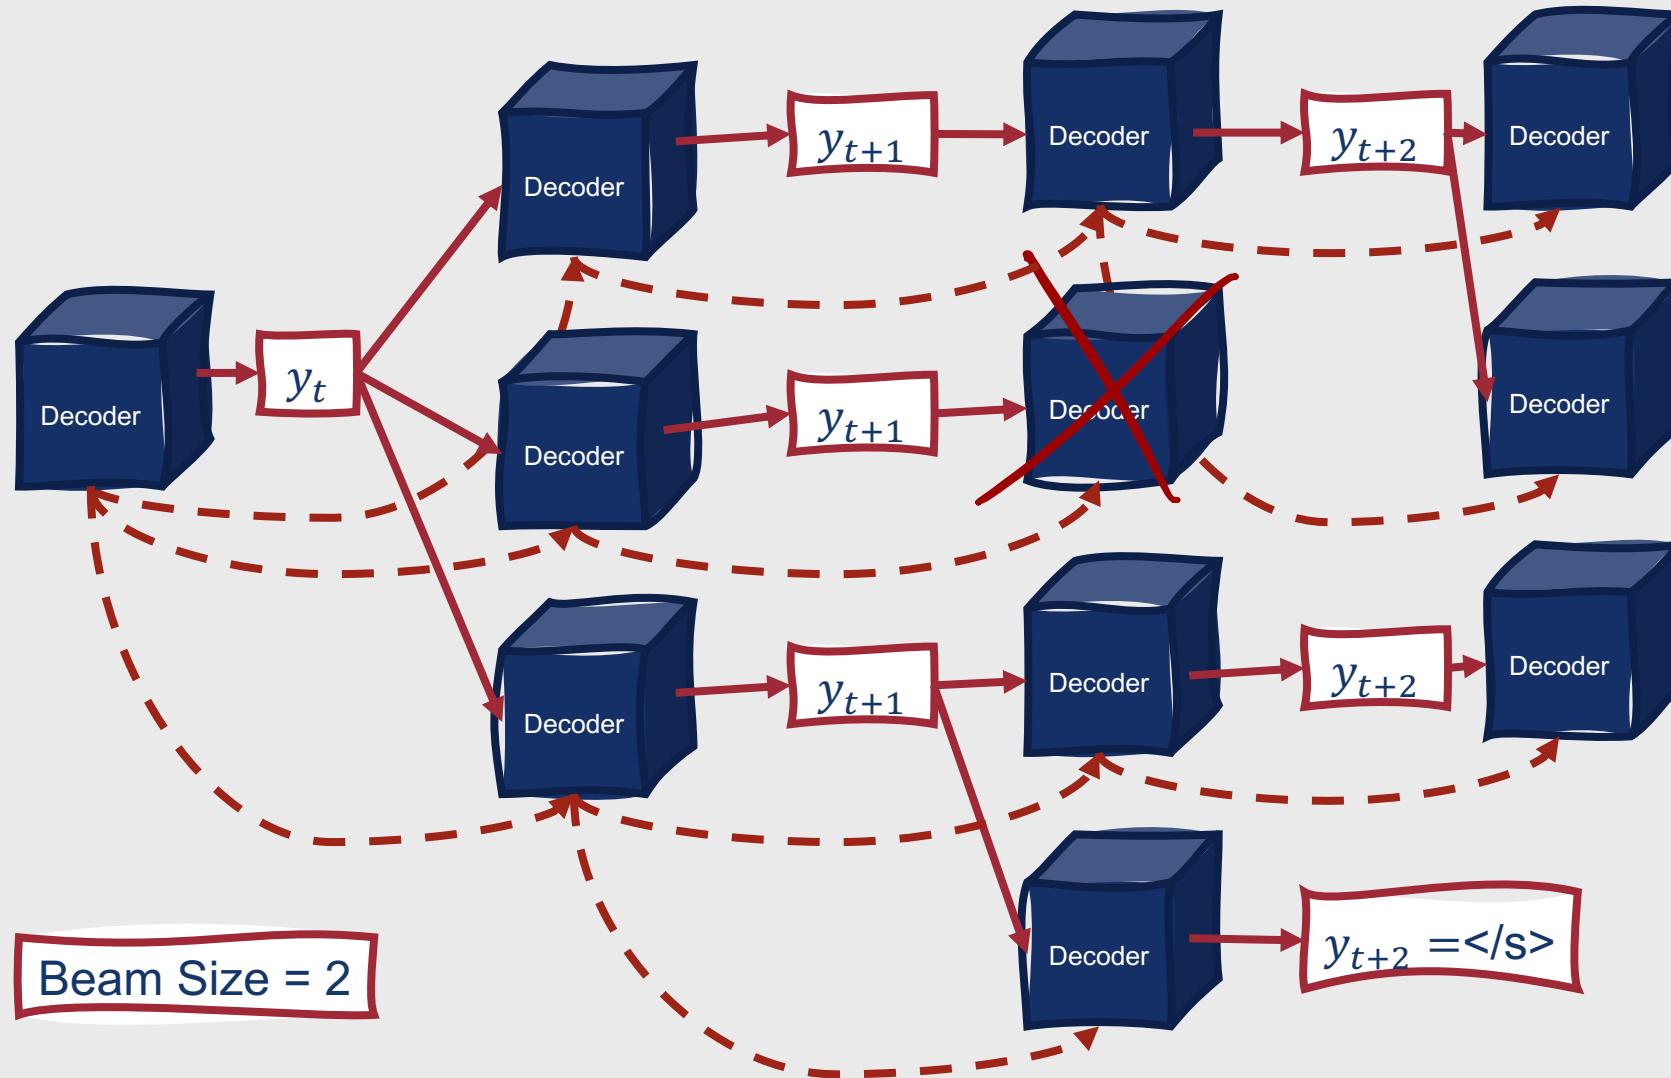 Decoder
y_{t+1}
Decoder
y_{t+2}
Decoder
Decoder
y_t
Decoder
y_{t+1}
Decoder
Decoder
Decoder
y_{t+1}
Decoder
y_{t+2}
Decoder
Decoder
y_{t+2} =</s>
Beam Size = 2